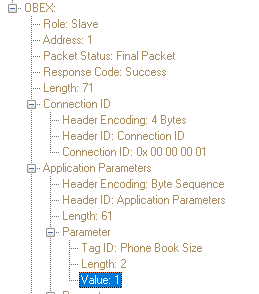 OBEX:
Role: Slave
Address: 1
Packet Status: Final Packet
Response Code: Success
Length: 71
Connection ID
Header Encoding: 4 Bytes
Header ID: Connection ID
Connection ID: 0x 00 00 00 01
Application Parameters
Header Encoding: Byte Sequence
Header ID: Application Parameters
Length: 61
Parameter
Tag ID: Phone Book Size
Length: 2
Value: 1